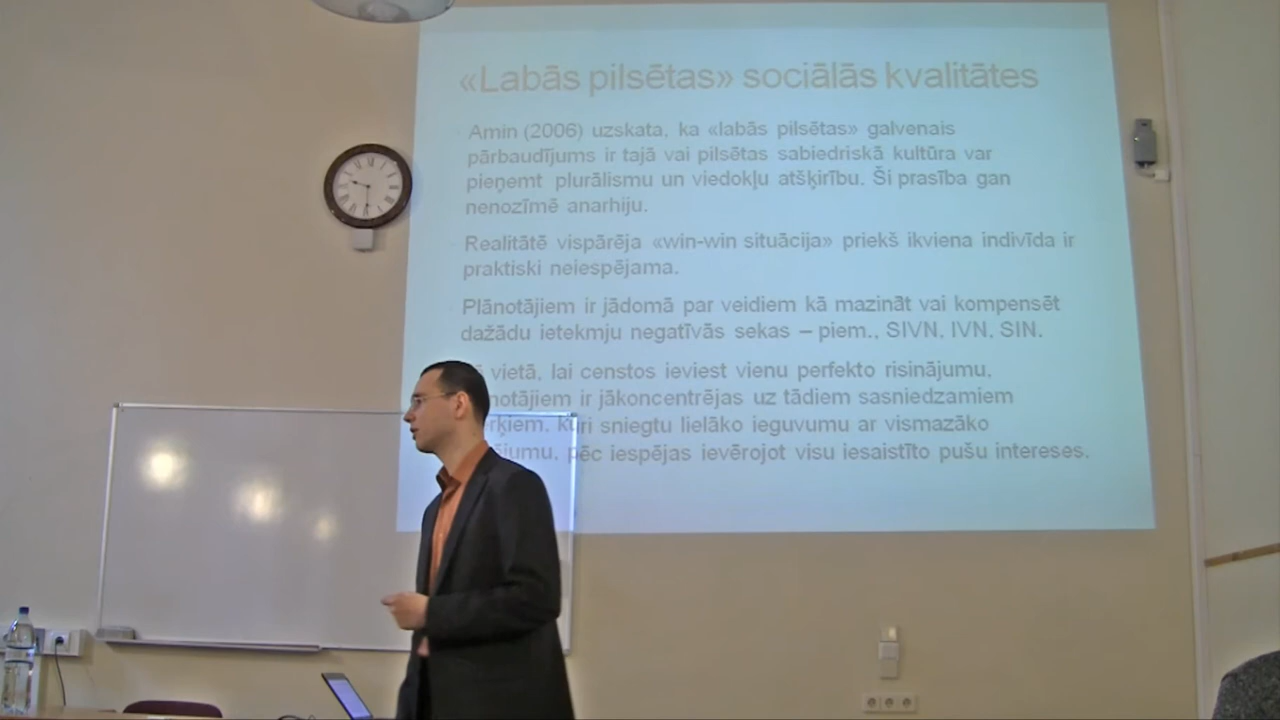 «Labās pilsētas» sociālās kvalitātes
Amin (2006) uzskata, ka «labās pilsētas» galvenais
pārbaudījums ir tajā vai pilsētas sabiedriskā kultūra var
pieņemt plurālismu un viedokļu atšķirību. Šī prasība gan
nenozīmē anarhiju.
Realitātē vispārēja «win-win situācija» priekš ikviena indivīda ir
praktiski neiespējama.
Plānotājiem ir jādomā par veidiem kā mazināt vai kompensēt
dažādu ietekmju negatīvās sekas – piem., SIVN, IVN, SIN.
vietā, lai censtos ieviest vienu perfekto risinājumu,
ir jākoncentrējas uz tādiem sasniedzamiem
kuri sniegtu lielāko ieguvumu ar vismazāko
pēc iespējas ievērojot visu iesaistīto pušu intereses.